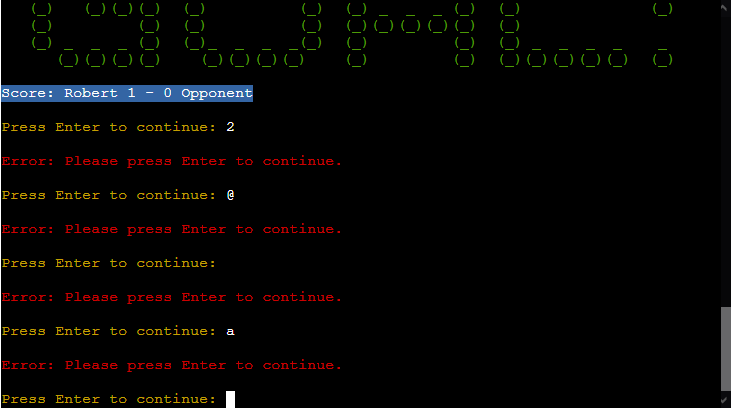 GOAL!
Score: Robert 1 - 0 Opponent
Press Enter to continue: 2
Error: Please press Enter to continue.
Press Enter to continue: @
Error: Please press Enter to continue.
Press Enter to continue:
Error: Please press Enter to continue.
Press Enter to continue: a
Error: Please press Enter to continue.
Press Enter to continue: